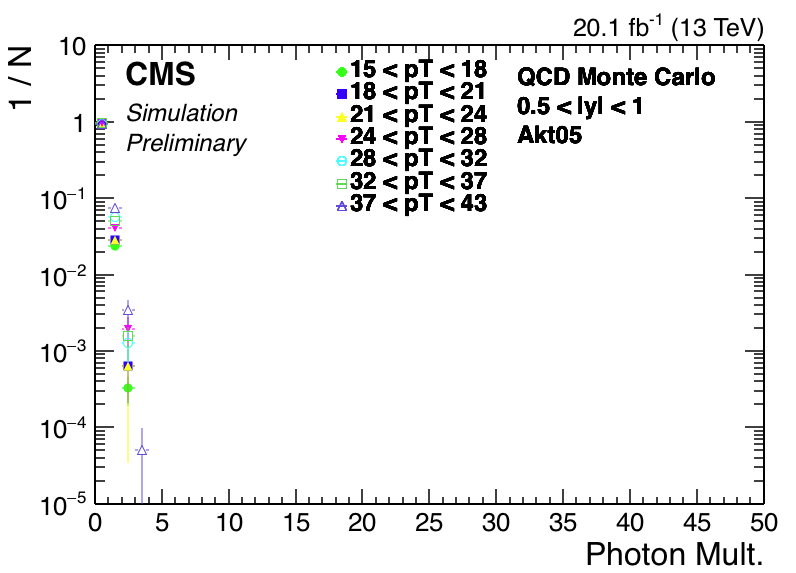 20.1 fb⁻¹ (13 TeV)
1 / N
CMS
Simulation
Preliminary
15 < pT < 18
18 < pT < 21
21 < pT < 24
24 < pT < 28
28 < pT < 32
32 < pT < 37
37 < pT < 43
QCD Monte Carlo
0.5 < |y| < 1
Akt05
10
1
10⁻¹
10⁻²
10⁻³
10⁻⁴
10⁻⁵
0 5 10 15 20 25 30 35 40 45 50
Photon Mult.